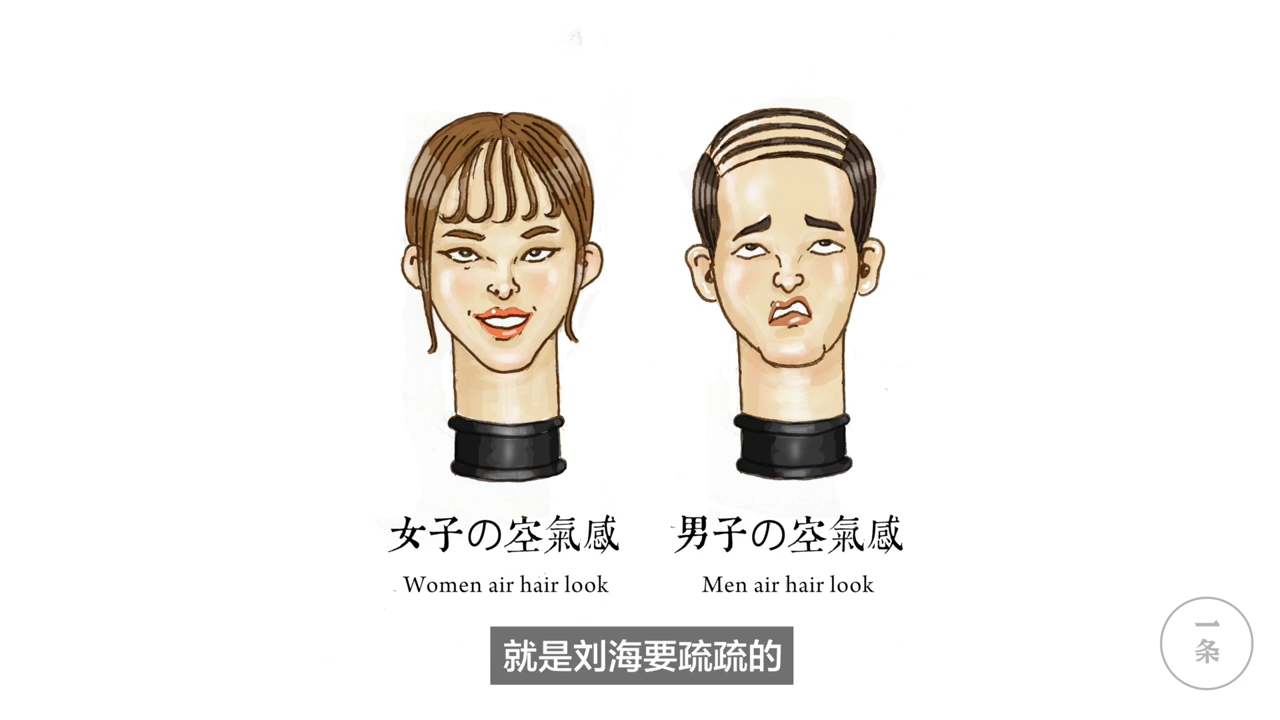 女子の空氣感
Women air hair look
男子の空氣感
Men air hair look
就是刘海要疏疏的
一条